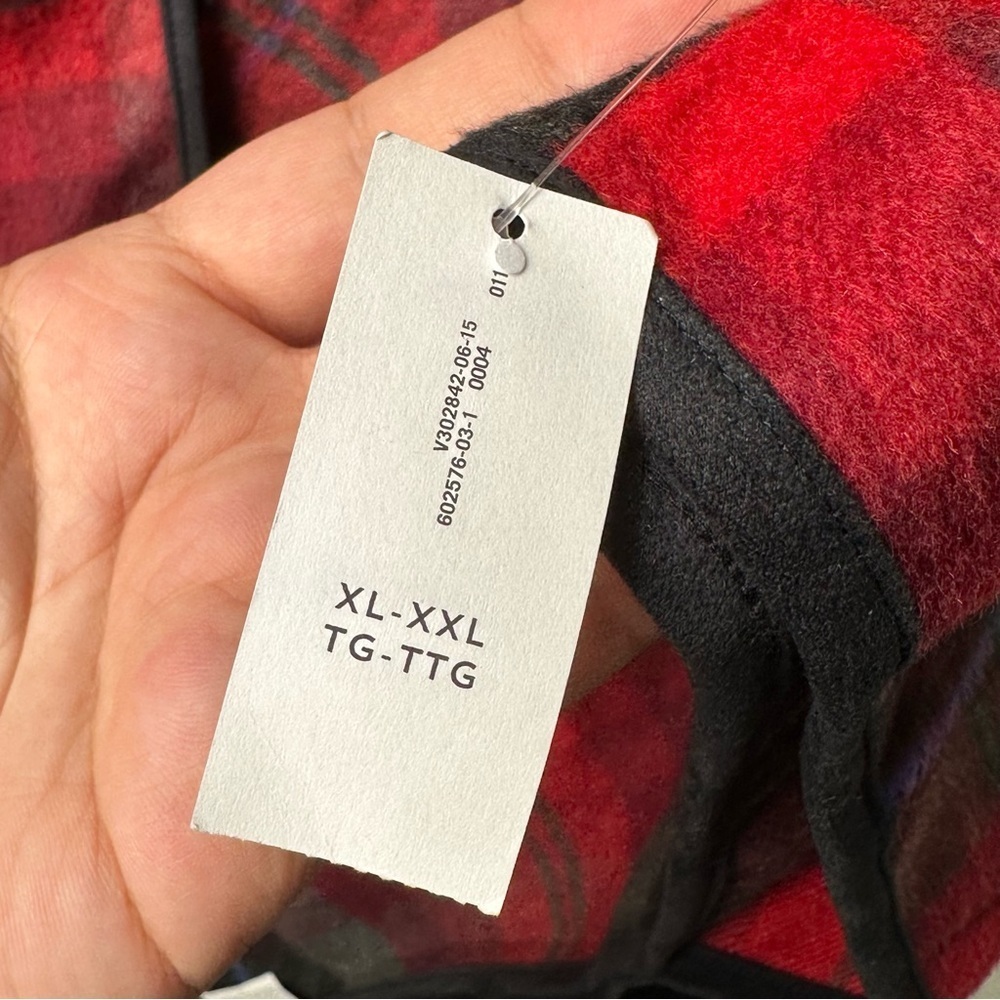 011
V302842-06-15
602576-03-1 0004
XL-XXL
TG-TTG